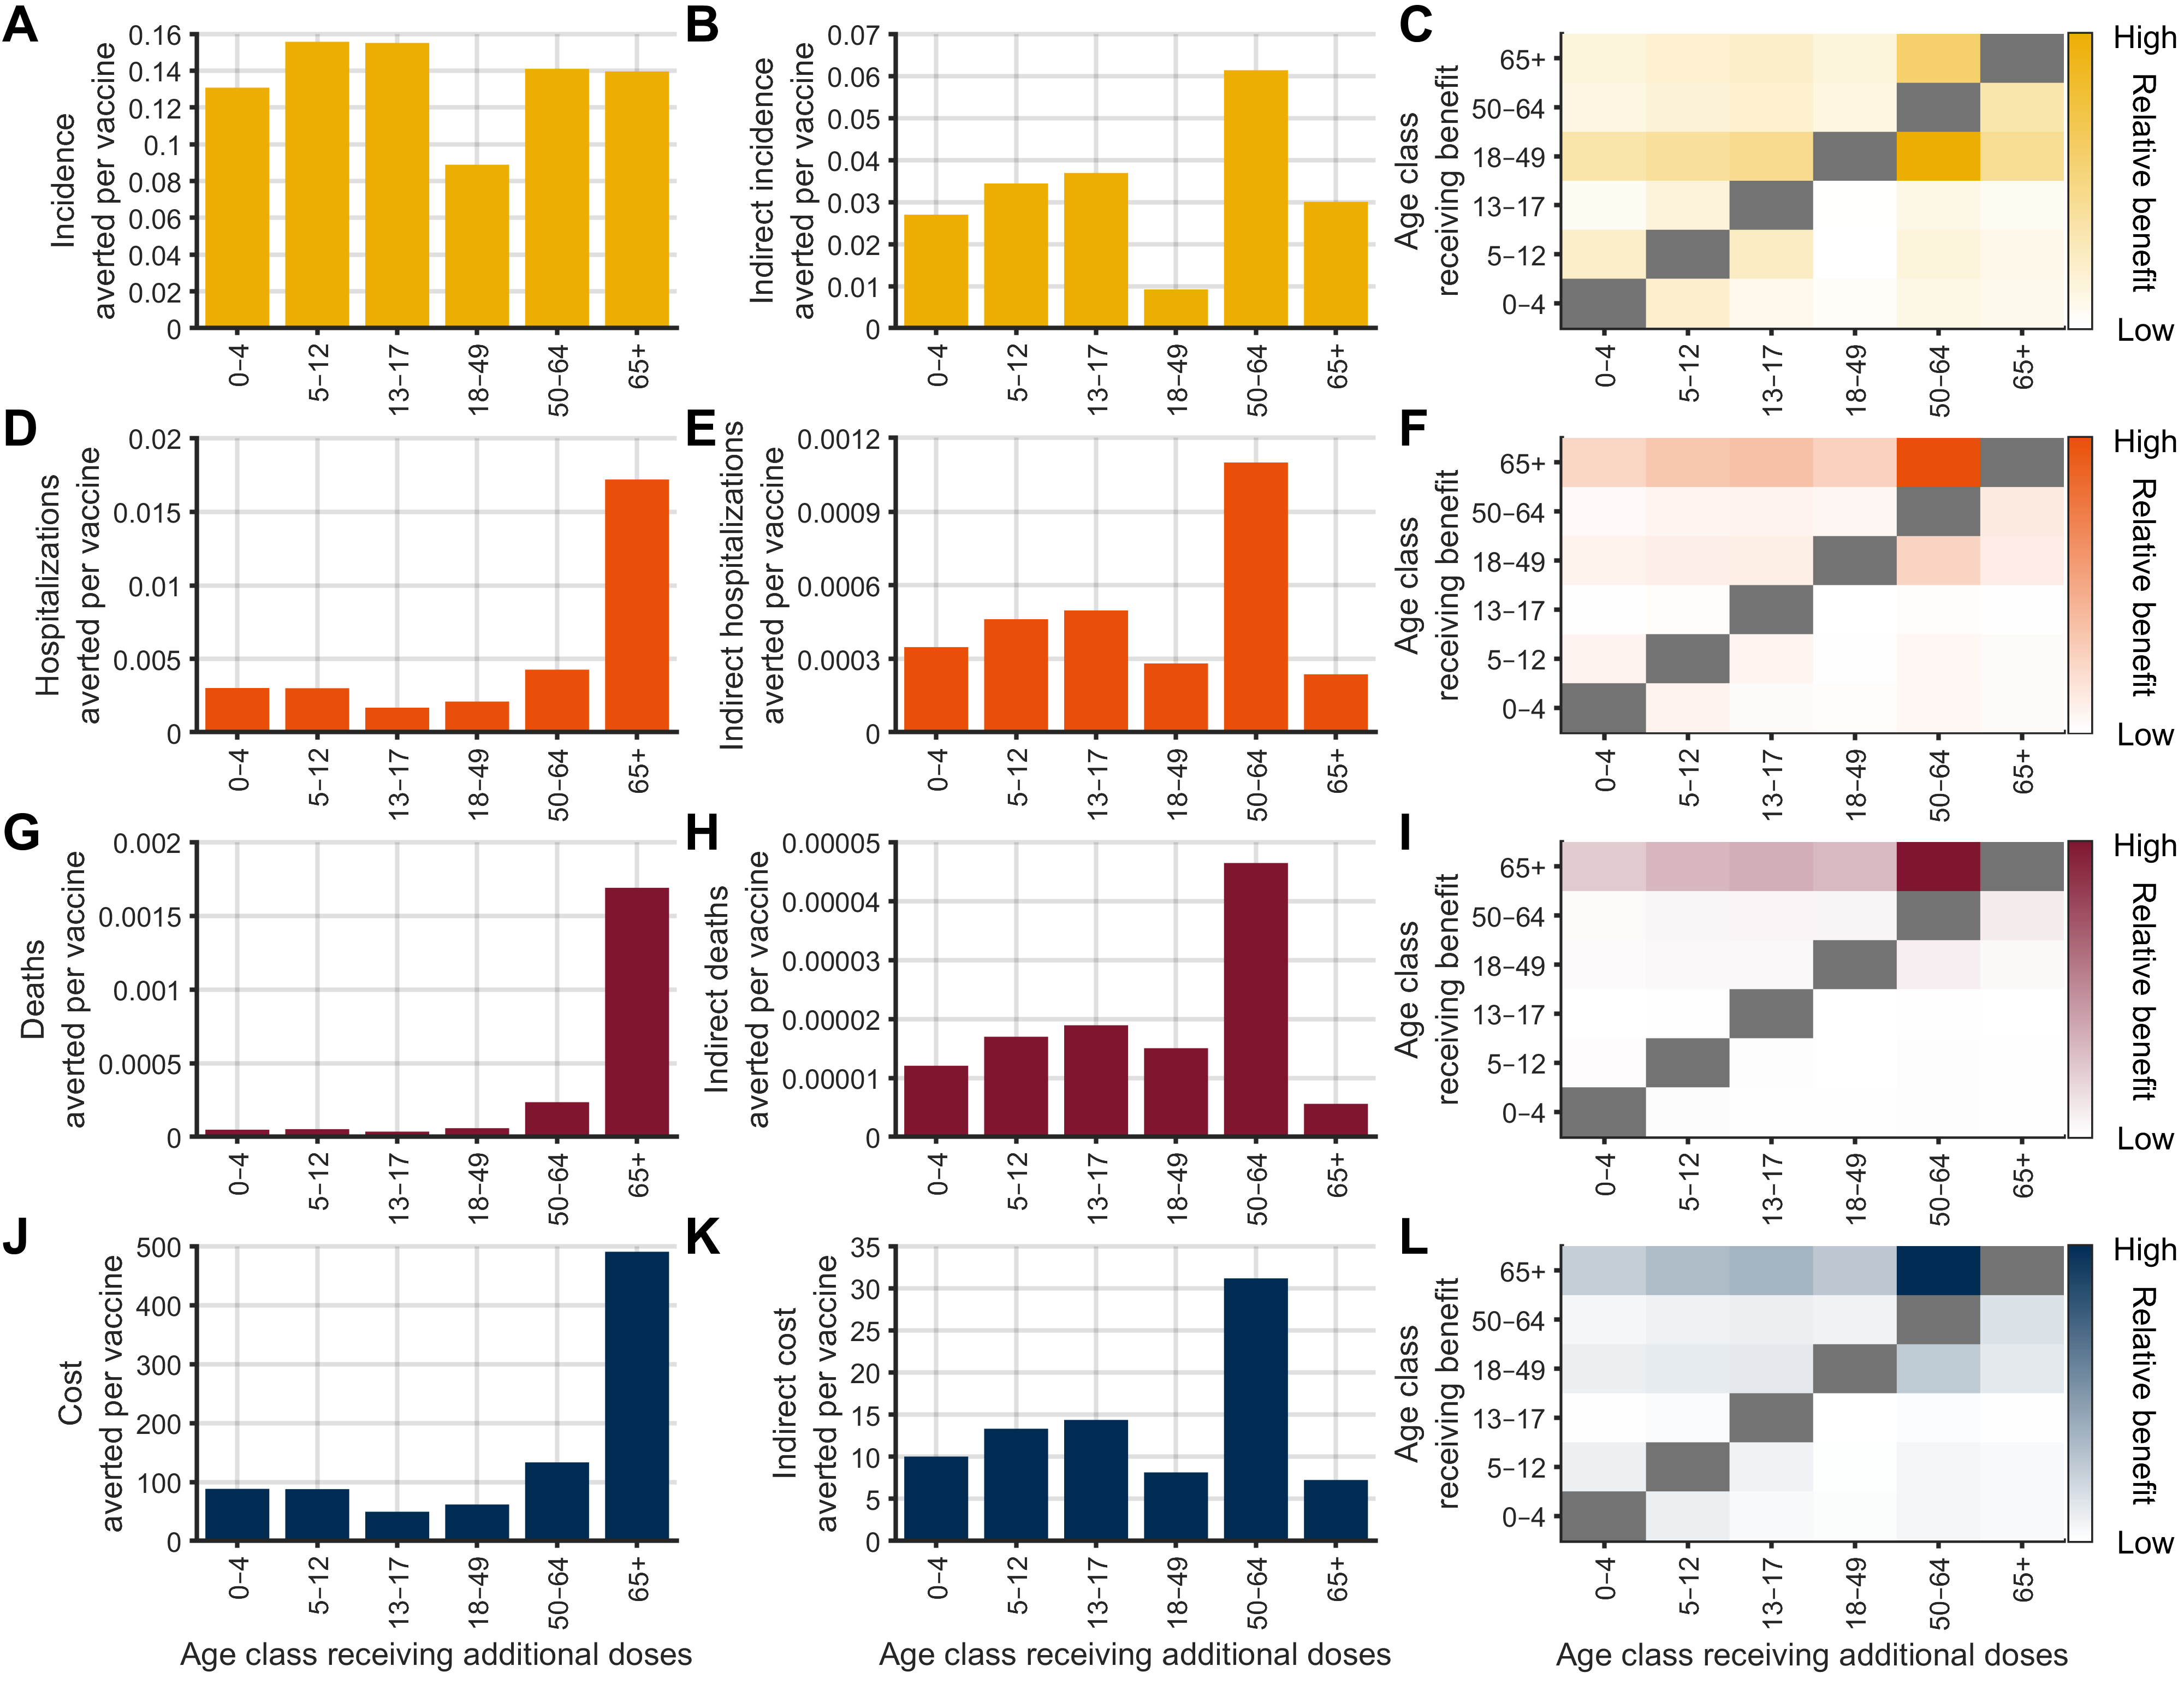 A
Incidence
averted per vaccine
0.16
0.14
0.12
0.1
0.08
0.06
0.04
0.02
0
0−4
5−12
13−17
18−49
50−64
65+
B
Indirect incidence
averted per vaccine
0.07
0.06
0.05
0.04
0.03
0.02
0.01
0
0−4
5−12
13−17
18−49
50−64
65+
C
Age class
receiving benefit
65+
50−64
18−49
13−17
5−12
0−4
0−4
5−12
13−17
18−49
50−64
65+
High
Relative benefit
Low
D
Hospitalizations
averted per vaccine
0.02
0.015
0.01
0.005
0
0−4
5−12
13−17
18−49
50−64
65+
E
Indirect hospitalizations
averted per vaccine
0.0012
0.0009
0.0006
0.0003
0
0−4
5−12
13−17
18−49
50−64
65+
F
Age class
receiving benefit
65+
50−64
18−49
13−17
5−12
0−4
0−4
5−12
13−17
18−49
50−64
65+
High
Relative benefit
Low
G
Deaths
averted per vaccine
0.002
0.0015
0.001
0.0005
0
0−4
5−12
13−17
18−49
50−64
65+
H
Indirect deaths
averted per vaccine
0.00005
0.00004
0.00003
0.00002
0.00001
0
0−4
5−12
13−17
18−49
50−64
65+
I
Age class
receiving benefit
65+
50−64
18−49
13−17
5−12
0−4
0−4
5−12
13−17
18−49
50−64
65+
High
Relative benefit
Low
J
Cost
averted per vaccine
500
400
300
200
100
0
0−4
5−12
13−17
18−49
50−64
65+
Age class receiving additional doses
K
Indirect cost
averted per vaccine
35
30
25
20
15
10
5
0
0−4
5−12
13−17
18−49
50−64
65+
Age class receiving additional doses
L
Age class
receiving benefit
65+
50−64
18−49
13−17
5−12
0−4
0−4
5−12
13−17
18−49
50−64
65+
High
Relative benefit
Low
Age class receiving additional doses